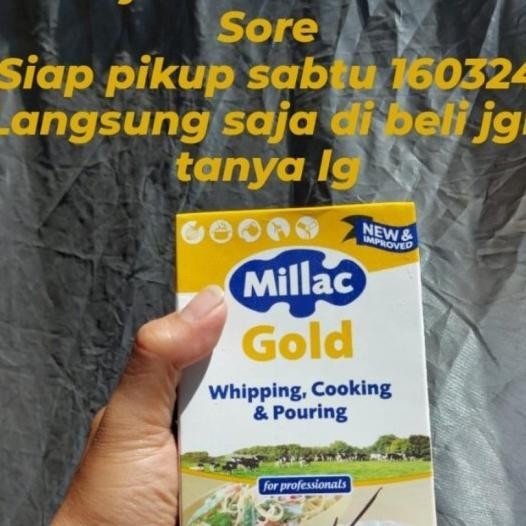 Sore
Siap pikup sabtu 160324
Langsung saja di beli jgn
tanya lg
NEW &
IMPROVED
Millac
Gold
Whipping, Cooking
& Pouring
for professionals